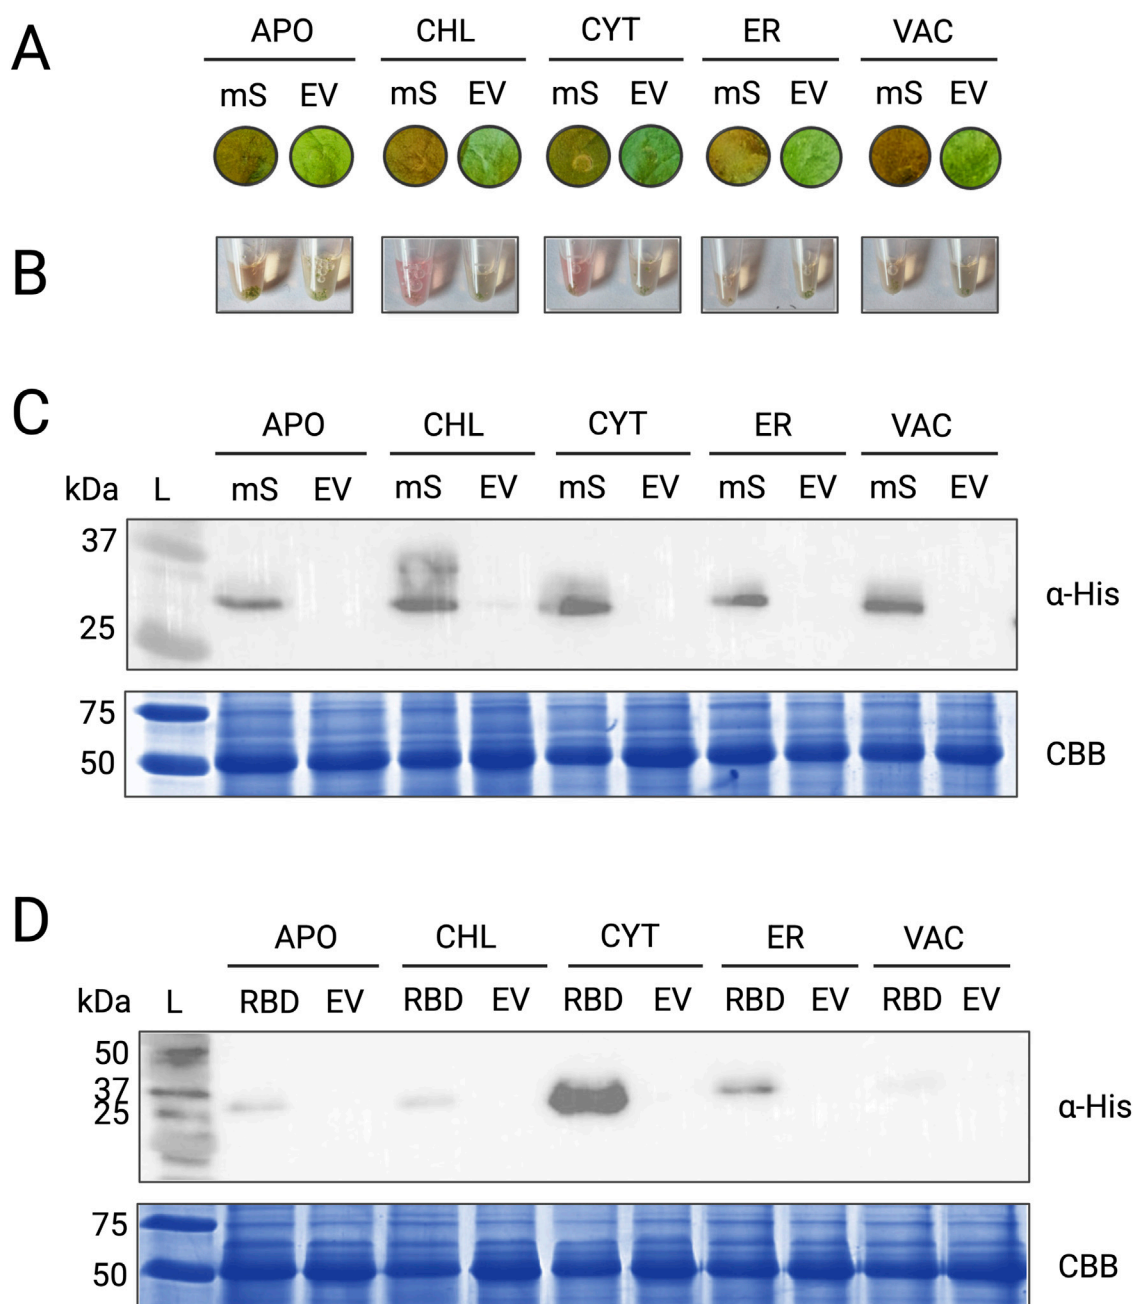 A
APO CHL CYT ER VAC
mS EV mS EV mS EV mS EV mS EV
B
C
APO CHL CYT ER VAC
kDa L mS EV mS EV mS EV mS EV mS EV
37
α-His
25
75
50
CBB
D
APO CHL CYT ER VAC
kDa L RBD EV RBD EV RBD EV RBD EV RBD EV
50
37
25
α-His
75
50
CBB